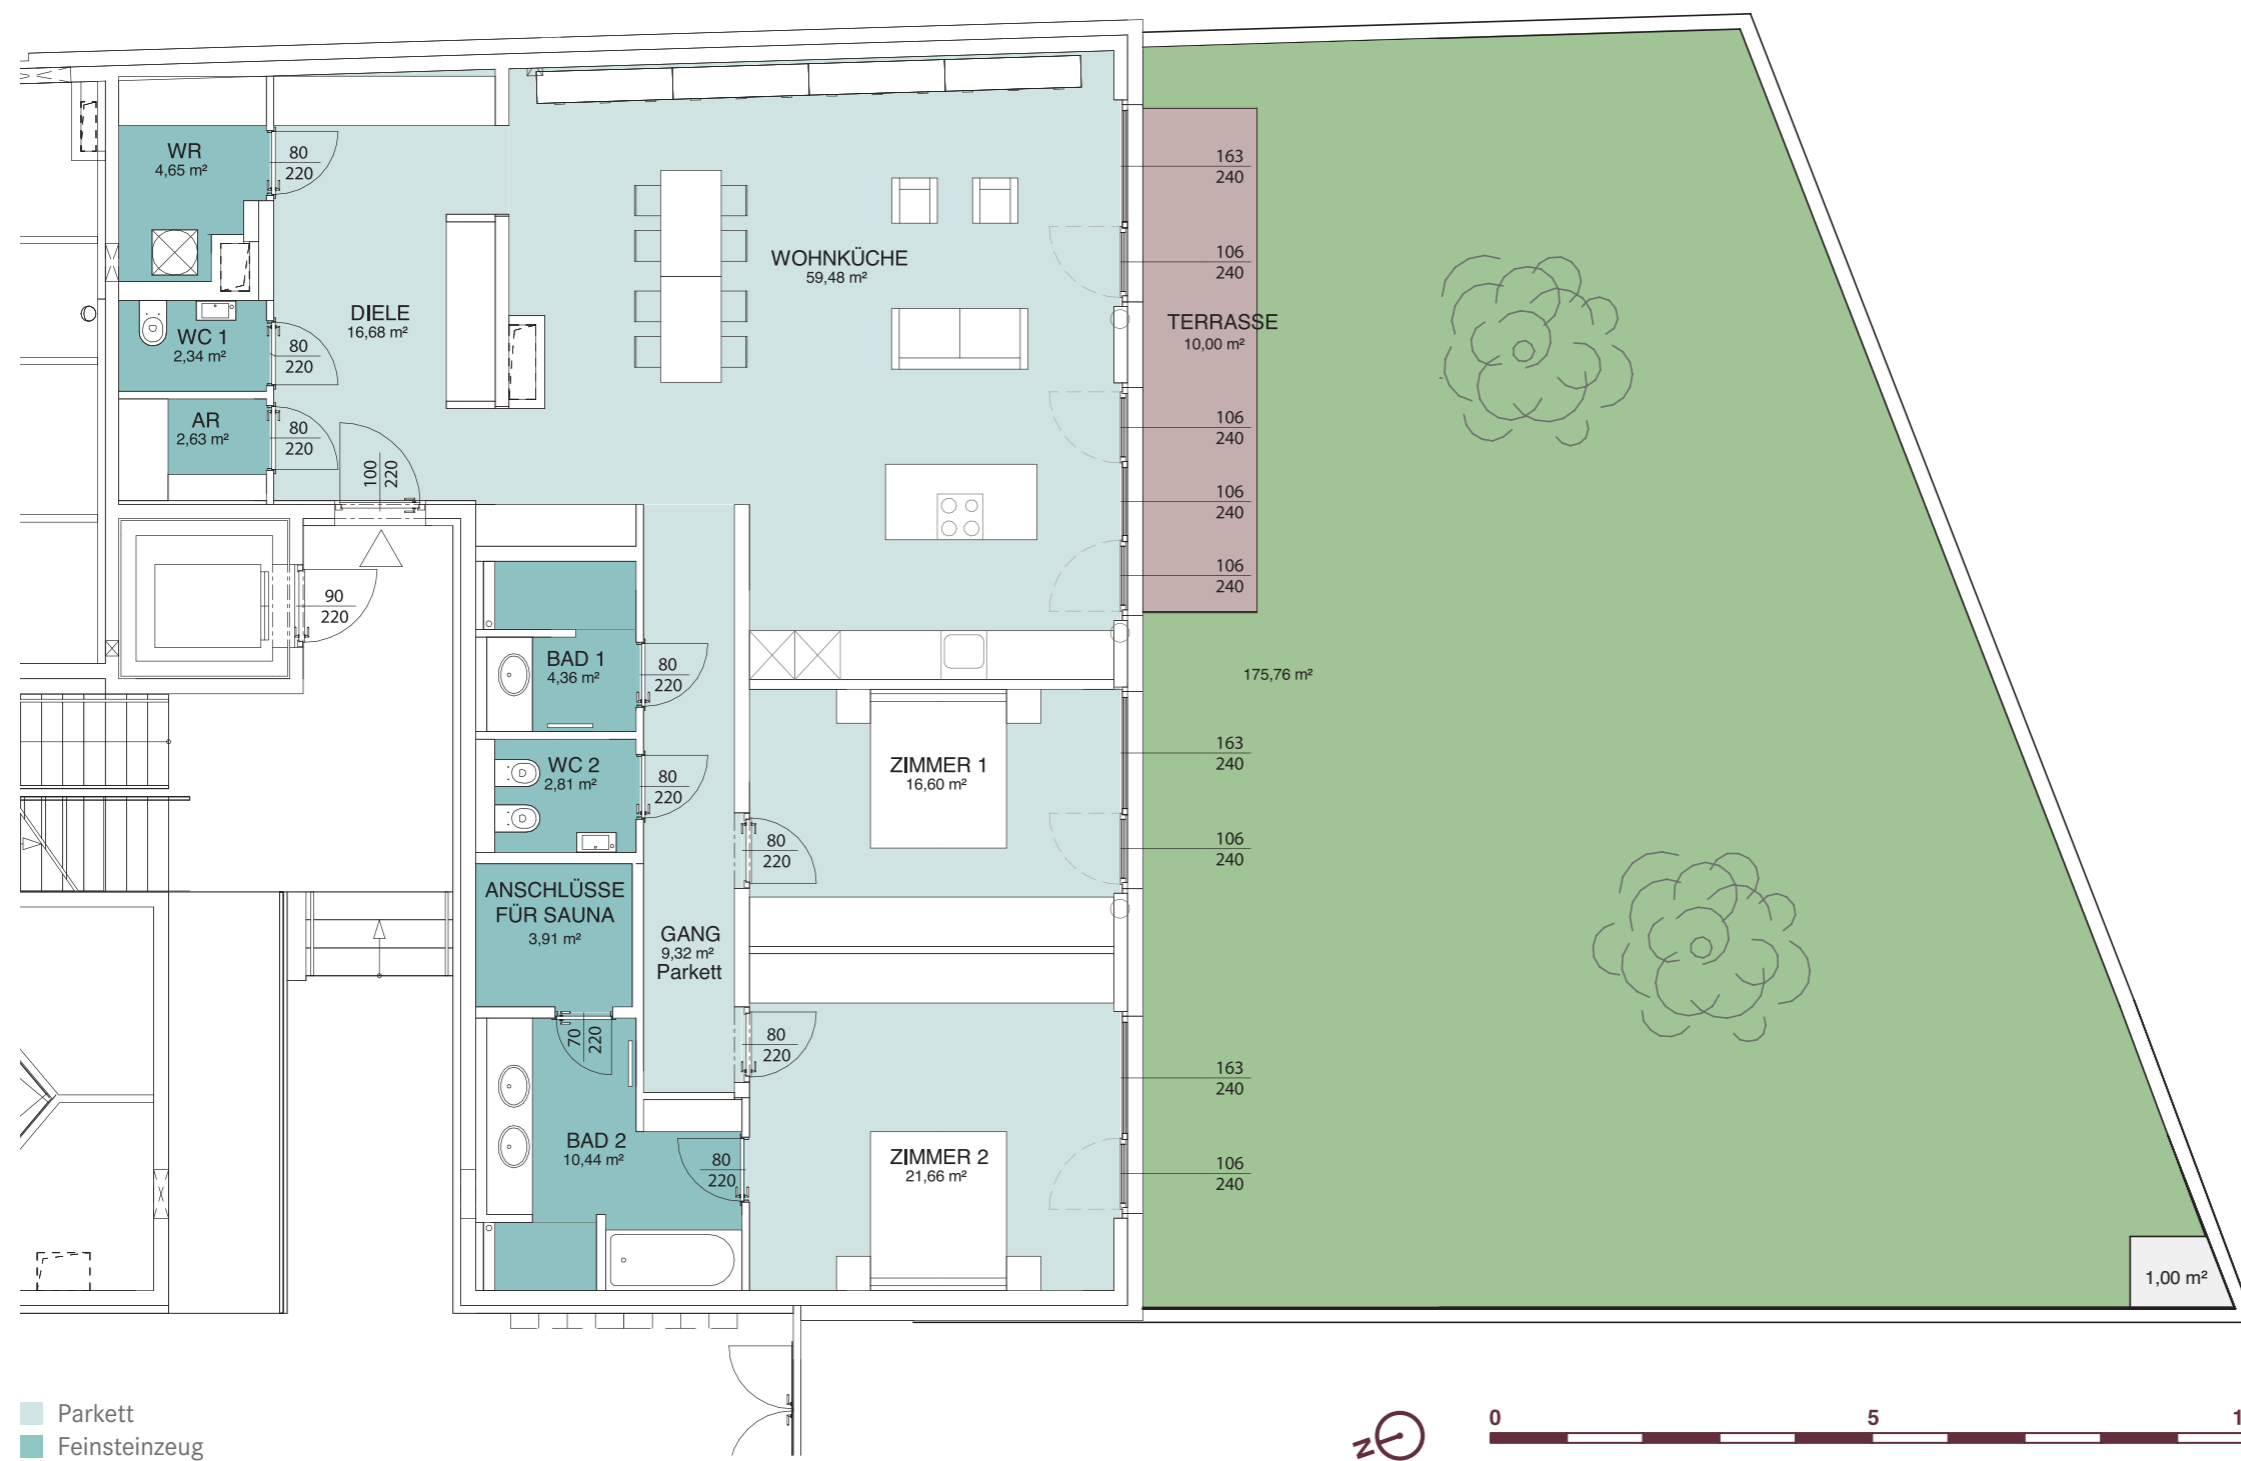 WR
4,65 m²
80
220
163
240
WOHNKÜCHE
59,48 m²
106
240
DIELE
16,68 m²
TERRASSE
10,00 m²
WC 1
2,34 m²
80
220
AR
2,63 m²
80
220
106
240
100
220
106
240
106
240
90
220
BAD 1
4,36 m²
80
220
175,76 m²
WC 2
2,81 m²
80
220
ZIMMER 1
16,60 m²
163
240
80
220
106
240
ANSCHLÜSSE
FÜR SAUNA
3,91 m²
GANG
9,32 m²
Parkett
70
220
80
220
163
240
BAD 2
10,44 m²
80
220
ZIMMER 2
21,66 m²
106
240
1,00 m²
Parkett
Feinsteinzeug
N
0
5